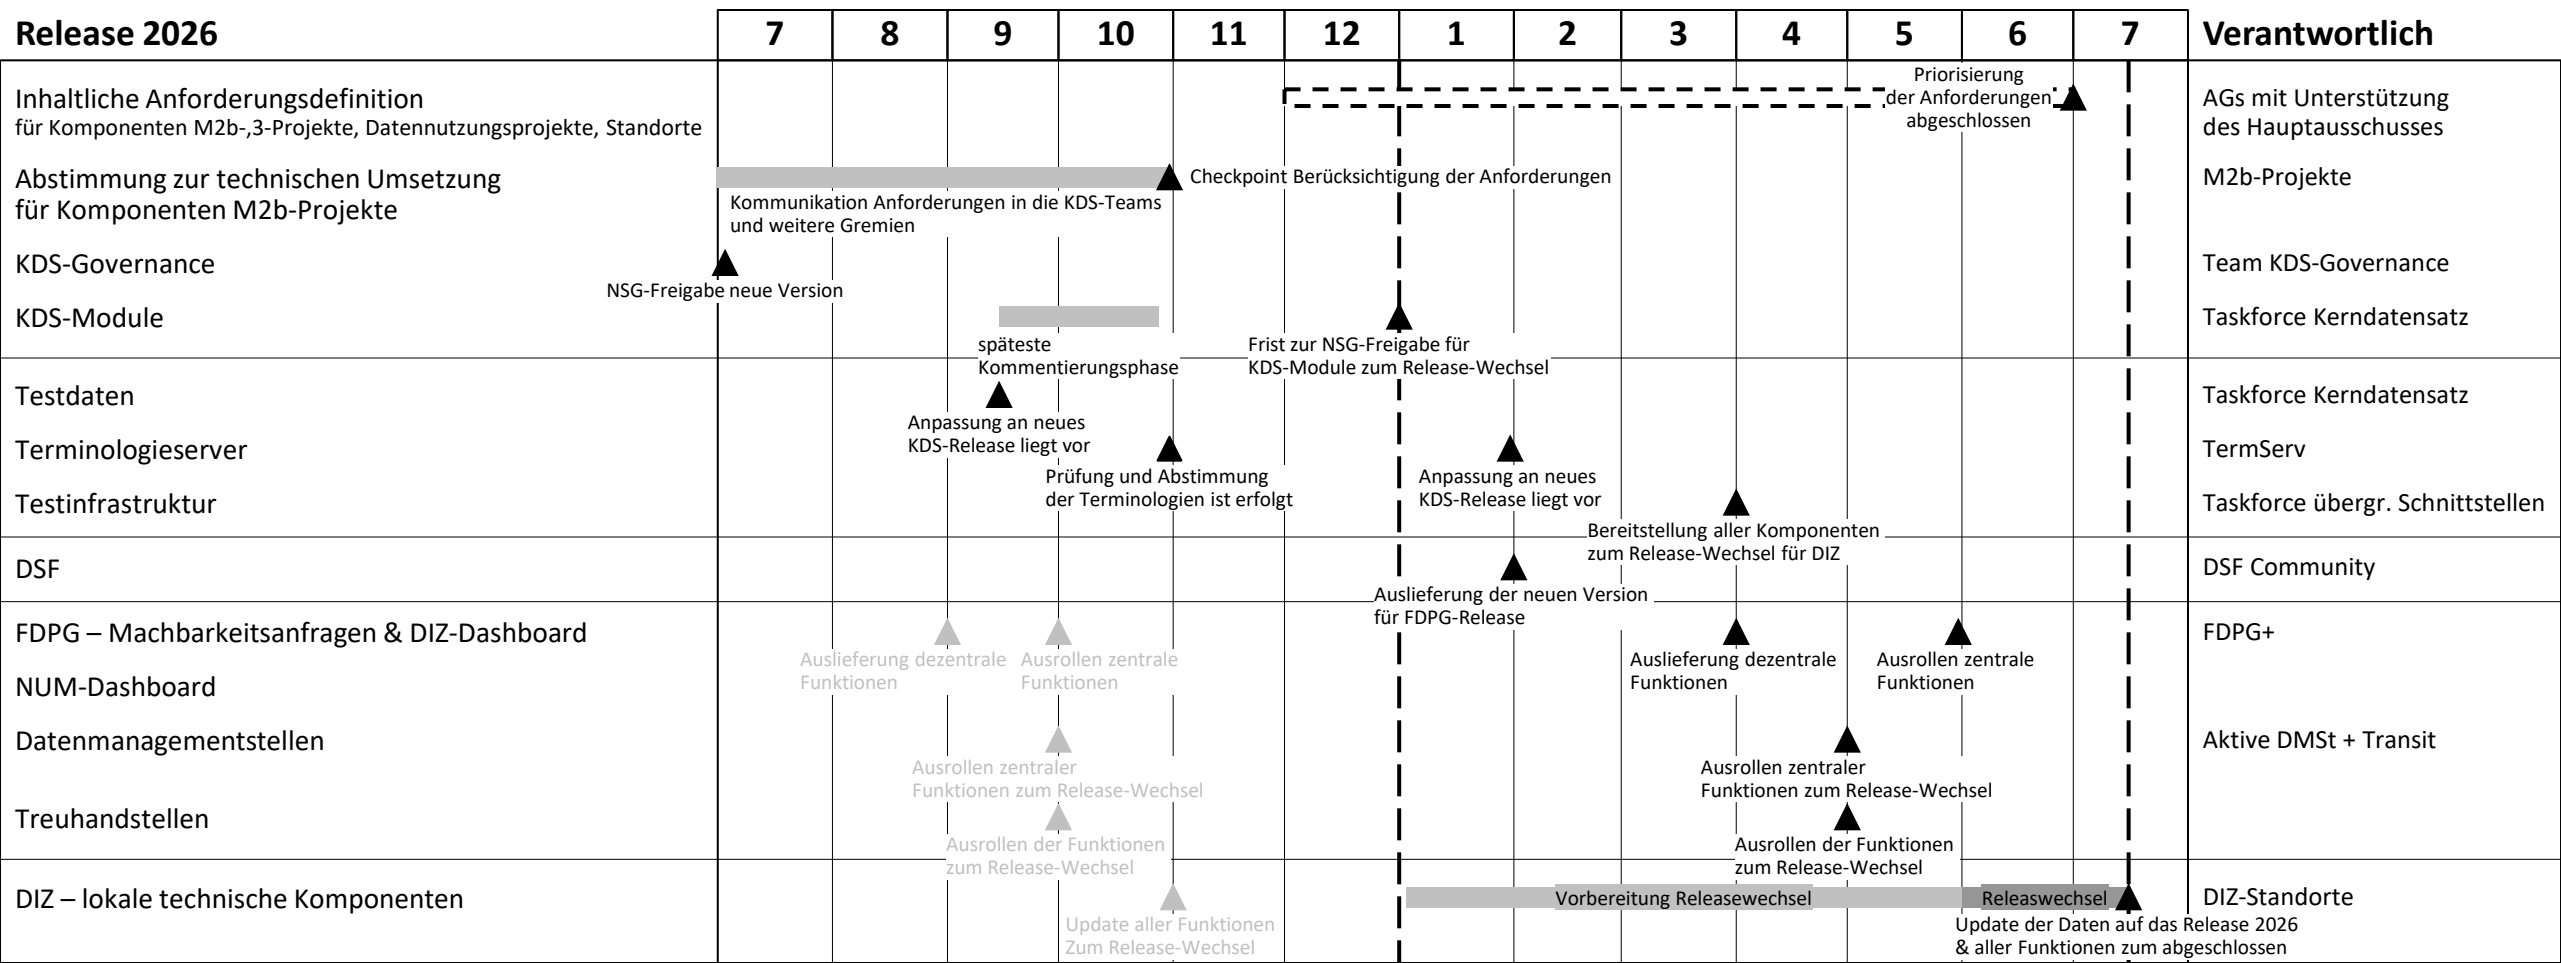 Release 2026
7 8 9 10 11 12 1 2 3 4 5 6 7
Verantwortlich
Inhaltliche Anforderungsdefinition
für Komponenten M2b-,3-Projekte, Datennutzungsprojekte, Standorte
Priorisierung
der Anforderungen
abgeschlossen
AGs mit Unterstützung
des Hauptausschusses
Abstimmung zur technischen Umsetzung
für Komponenten M2b-Projekte
Checkpoint Berücksichtigung der Anforderungen
Kommunikation Anforderungen in die KDS-Teams
und weitere Gremien
M2b-Projekte
KDS-Governance
NSG-Freigabe neue Version
Team KDS-Governance
KDS-Module
späteste
Kommentierungsphase
Frist zur NSG-Freigabe für
KDS-Module zum Release-Wechsel
Taskforce Kerndatensatz
Testdaten
Anpassung an neues
KDS-Release liegt vor
Taskforce Kerndatensatz
Terminologieserver
Prüfung und Abstimmung
der Terminologien ist erfolgt
Anpassung an neues
KDS-Release liegt vor
TermServ
Testinfrastruktur
Bereitstellung aller Komponenten
zum Release-Wechsel für DIZ
Taskforce übergr. Schnittstellen
DSF
Auslieferung der neuen Version
für FDPG-Release
DSF Community
FDPG – Machbarkeitsanfragen & DIZ-Dashboard
Auslieferung dezentrale
Funktionen
Ausrollen zentrale
Funktionen
Auslieferung dezentrale
Funktionen
Ausrollen zentrale
Funktionen
FDPG+
NUM-Dashboard
Datenmanagementstellen
Ausrollen zentraler
Funktionen zum Release-Wechsel
Ausrollen zentraler
Funktionen zum Release-Wechsel
Aktive DMSt + Transit
Treuhandstellen
Ausrollen der Funktionen
zum Release-Wechsel
Ausrollen der Funktionen
zum Release-Wechsel
DIZ – lokale technische Komponenten
Update aller Funktionen
Zum Release-Wechsel
Vorbereitung Releasewechsel
Releaswechsel
Update der Daten auf das Release 2026
& aller Funktionen zum abgeschlossen
DIZ-Standorte